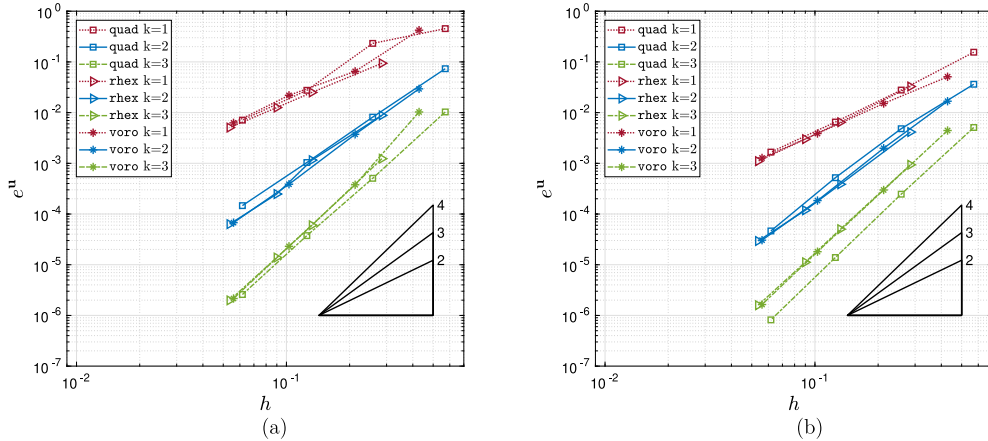 10^0
10^-1
10^-2
10^-3
10^-4
10^-5
10^-6
10^-7
e^u
quad k=1
quad k=2
quad k=3
rhex k=1
rhex k=2
rhex k=3
voro k=1
voro k=2
voro k=3
4
3
2
10^-2
10^-1
h
(a)
10^0
10^-1
10^-2
10^-3
10^-4
10^-5
10^-6
10^-7
e^u
quad k=1
quad k=2
quad k=3
rhex k=1
rhex k=2
rhex k=3
voro k=1
voro k=2
voro k=3
4
3
2
10^-2
10^-1
h
(b)